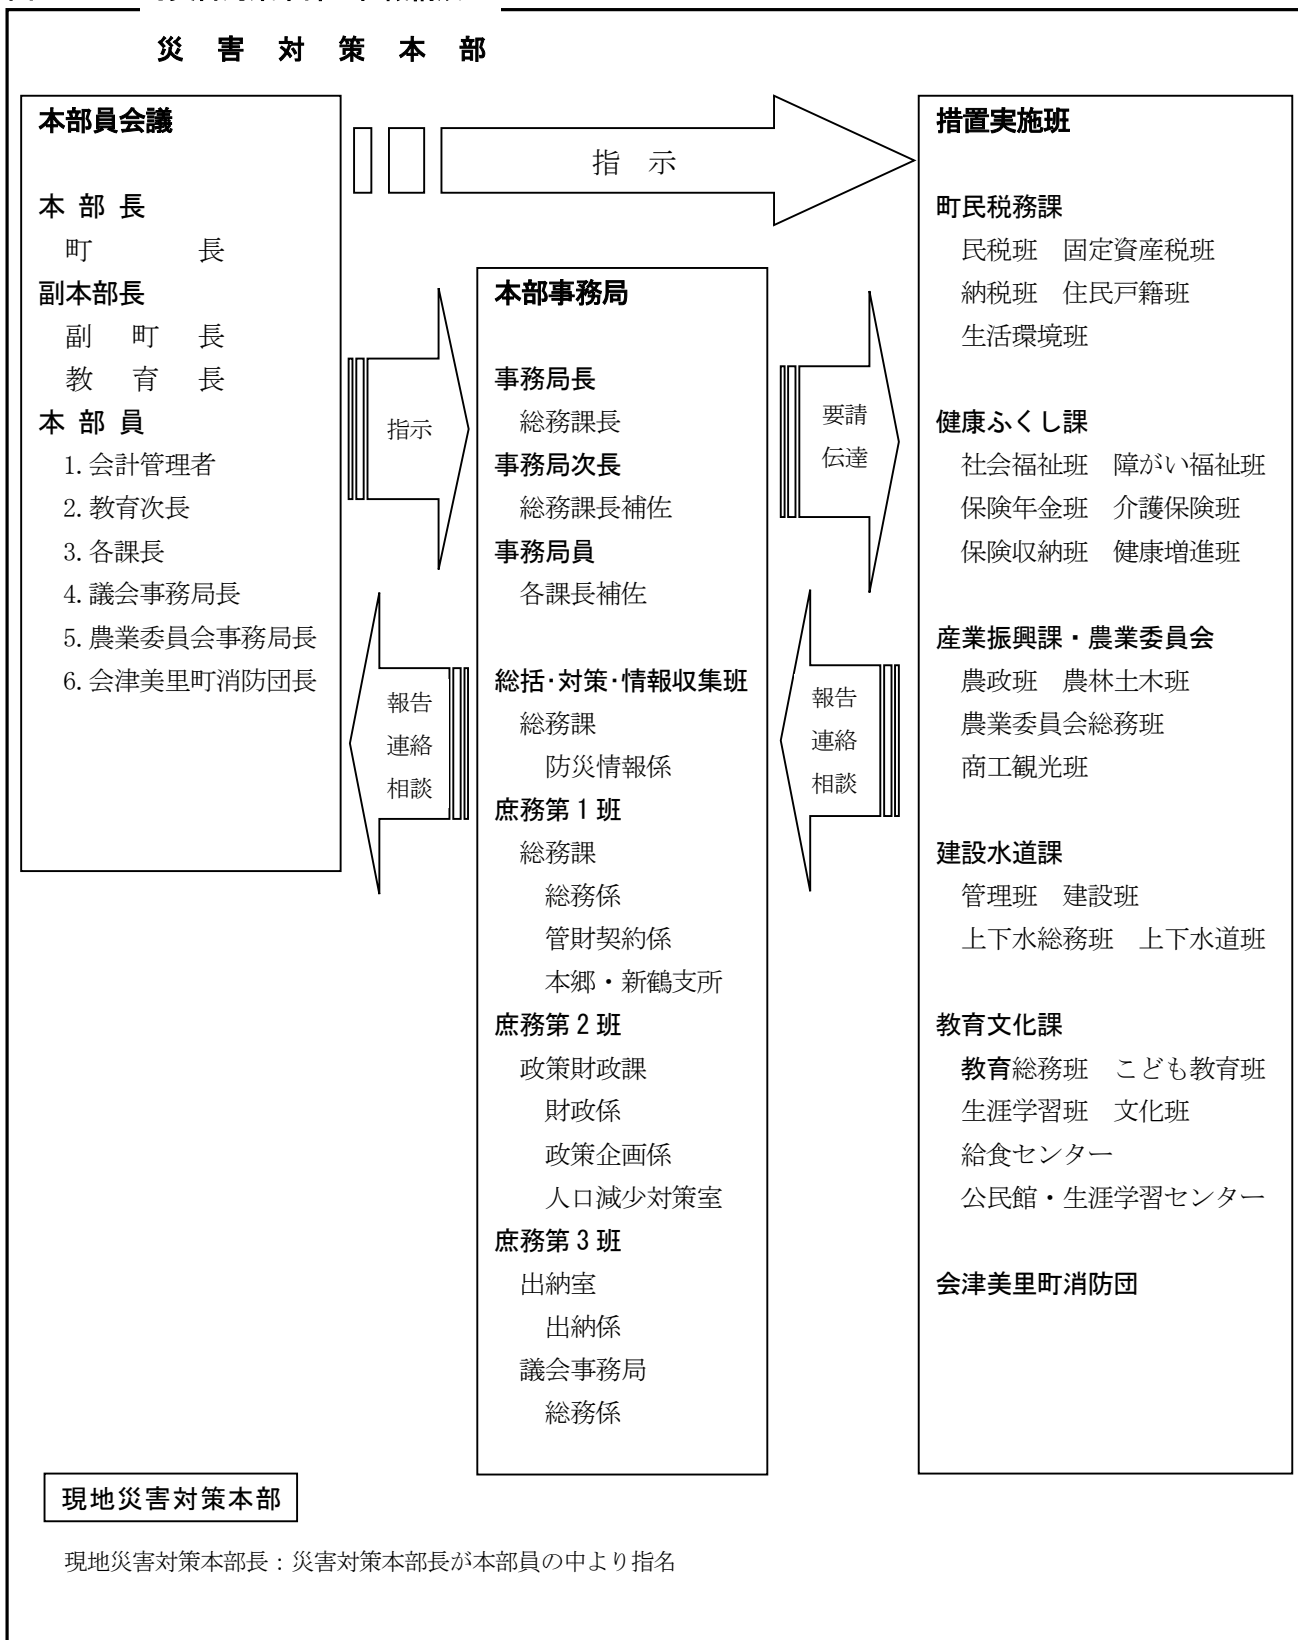 災害対策本部
本部員会議
本部長
町長
副本部長
副町長
教育長
本部員
1.会計管理者
2.教育次長
3.各課長
4.議会事務局長
5.農業委員会事務局長
6.会津美里町消防団長
指示
指示
報告
連絡
相談
本部事務局
事務局長
総務課長
事務局次長
総務課長補佐
事務局員
各課長補佐
総括・対策・情報収集班
総務課
防災情報係
庶務第1班
総務課
総務係
管財契約係
本郷・新鶴支所
庶務第2班
政策財政課
財政係
政策企画係
人口減少対策室
庶務第3班
出納室
出納係
議会事務局
総務係
要請
伝達
報告
連絡
相談
措置実施班
町民税務課
民税班 固定資産税班
納税班 住民戸籍班
生活環境班
健康ふくし課
社会福祉班 障がい福祉班
保険年金班 介護保険班
保険収納班 健康増進班
産業振興課・農業委員会
農政班 農林土木班
農業委員会総務班
商工観光班
建設水道課
管理班 建設班
上下水総務班 上下水道班
教育文化課
教育総務班 こども教育班
生涯学習班 文化班
給食センター
公民館・生涯学習センター
会津美里町消防団
現地災害対策本部
現地災害対策本部長：災害対策本部長が本部員の中より指名